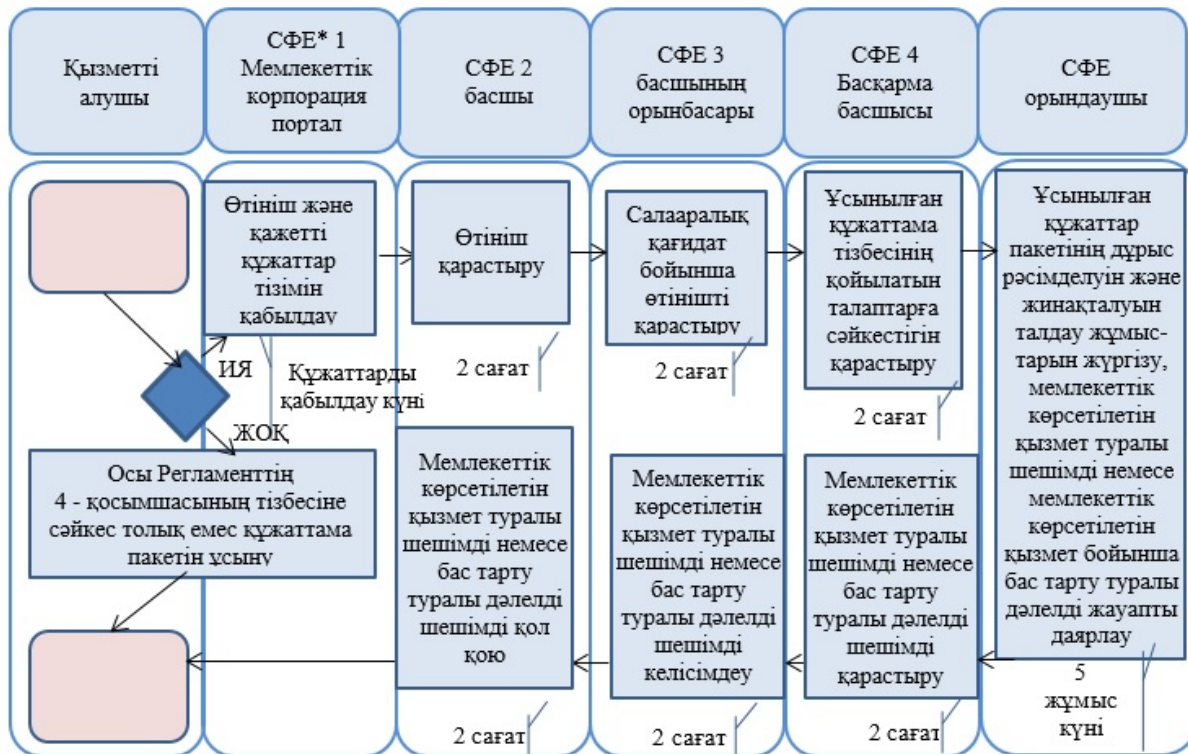 Қызметті
алушы
СФЕ* 1
Мемлекеттік
корпорация
портал
СФЕ 2
басшы
СФЕ 3
басшының
орынбасары
СФЕ 4
Басқарма
басшысы
СФЕ
орындаушы
Өтініш және
қажетті
құжаттар
тізімін
қабылдау
Өтініш
қарастыру
Салааралық
қағидат
бойынша
өтінішті
қарастыру
Ұсынылған
құжаттама
тізбесінің
қойылатын
талаптарға
сәйкестігін
қарастыру
Ұсынылған
құжаттар
пакетінің дұрыс
рәсімделуін және
жинақталуын
талдау жұмыс-
тарын жүргізу,
мемлекеттік
көрсетілетін
қызмет туралы
шешімді немесе
мемлекеттік
көрсетілетін
қызмет бойынша
бас тарту туралы
дәлелді жауапты
даярлау
ИЯ
Құжаттарды
қабылдау күні
2 сағат
2 сағат
2 сағат
ЖОҚ
Осы Регламенттің
4 - қосымшасының тізбесіне
сәйкес толық емес құжаттама
пакетін ұсыну
Мемлекеттік
көрсетілетін
қызмет туралы
шешімді немесе
бас тарту
туралы дәлелді
шешімді қол
қою
Мемлекеттік
көрсетілетін
қызмет туралы
шешімді немесе
бас тарту
туралы дәлелді
шешімді
келісімдеу
Мемлекеттік
көрсетілетін
қызмет туралы
шешімді немесе
бас тарту
туралы дәлелді
шешімді
қарастыру
2 сағат
2 сағат
2 сағат
5
жұмыс
күні